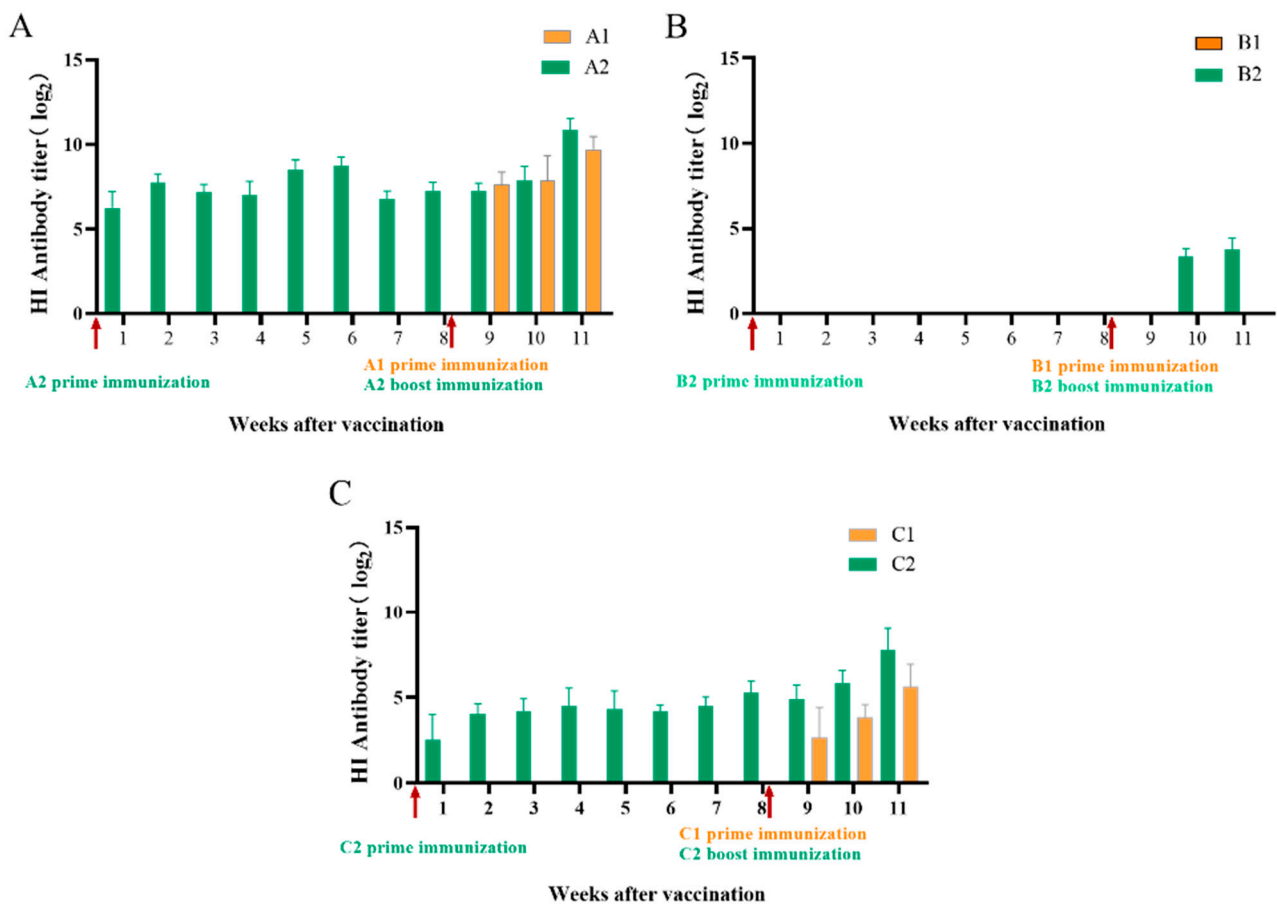 A
A1
A2
HI Antibody titer ( log2)
15
10
5
0
1 2 3 4 5 6 7 8 9 10 11
A2 prime immunization
A1 prime immunization
A2 boost immunization
Weeks after vaccination
B
B1
B2
HI Antibody titer ( log2)
15
10
5
0
1 2 3 4 5 6 7 8 9 10 11
B2 prime immunization
B1 prime immunization
B2 boost immunization
Weeks after vaccination
C
C1
C2
HI Antibody titer ( log2)
15
10
5
0
1 2 3 4 5 6 7 8 9 10 11
C2 prime immunization
C1 prime immunization
C2 boost immunization
Weeks after vaccination